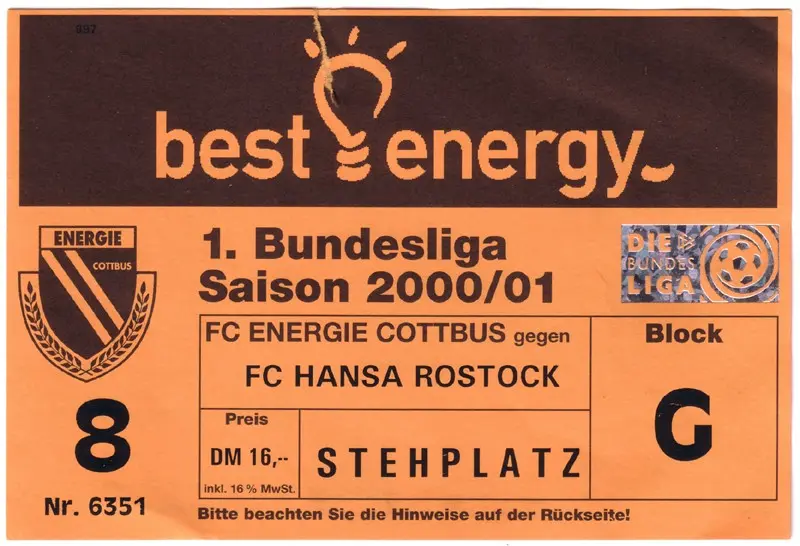 997
best energy
ENERGIE
COTTBUS
1. Bundesliga
Saison 2000/01
DIE
BUNDES
LIGA
FC ENERGIE COTTBUS gegen
FC HANSA ROSTOCK
Block
G
8
Nr. 6351
Preis
DM 16,--
inkl. 16 % MwSt.
STEHPLATZ
Bitte beachten Sie die Hinweise auf der Rückseite!